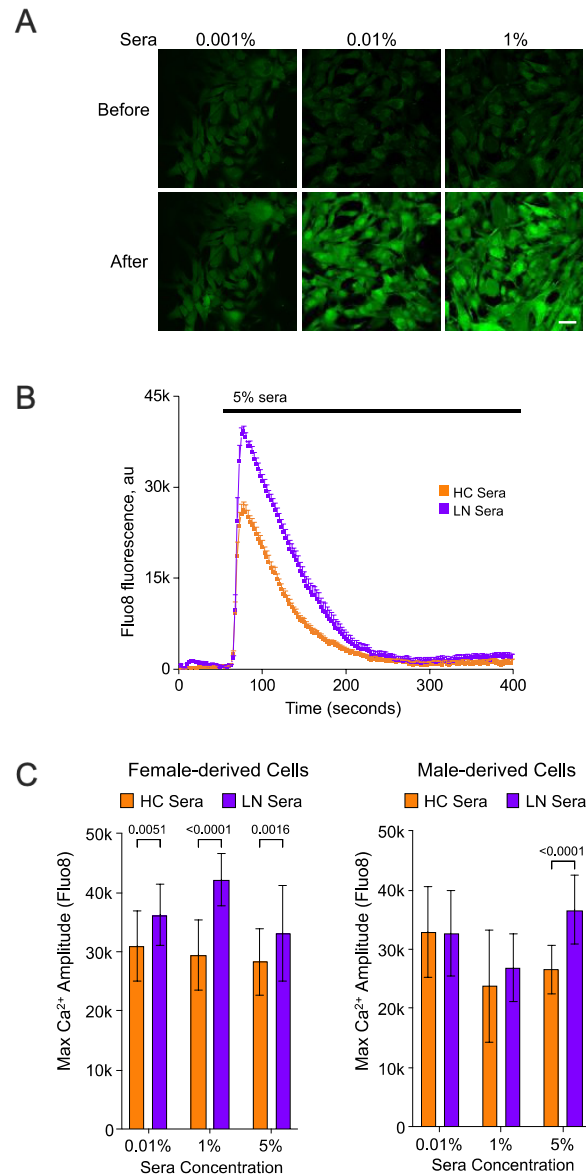 A
Sera 0.001% 0.01% 1%
Before
After
B
45k
5% sera
HC Sera
LN Sera
30k
15k
0
0 100 200 300 400
Fluo8 fluorescence, au
Time (seconds)
C
Female-derived Cells
HC Sera LN Sera
50k
0.0051 <0.0001 0.0016
40k
30k
20k
10k
0
Max Ca²⁺ Amplitude (Fluo8)
0.01% 1% 5%
Sera Concentration
Male-derived Cells
HC Sera LN Sera
50k
<0.0001
40k
30k
20k
10k
0
Max Ca²⁺ Amplitude (Fluo8)
0.01% 1% 5%
Sera Concentration